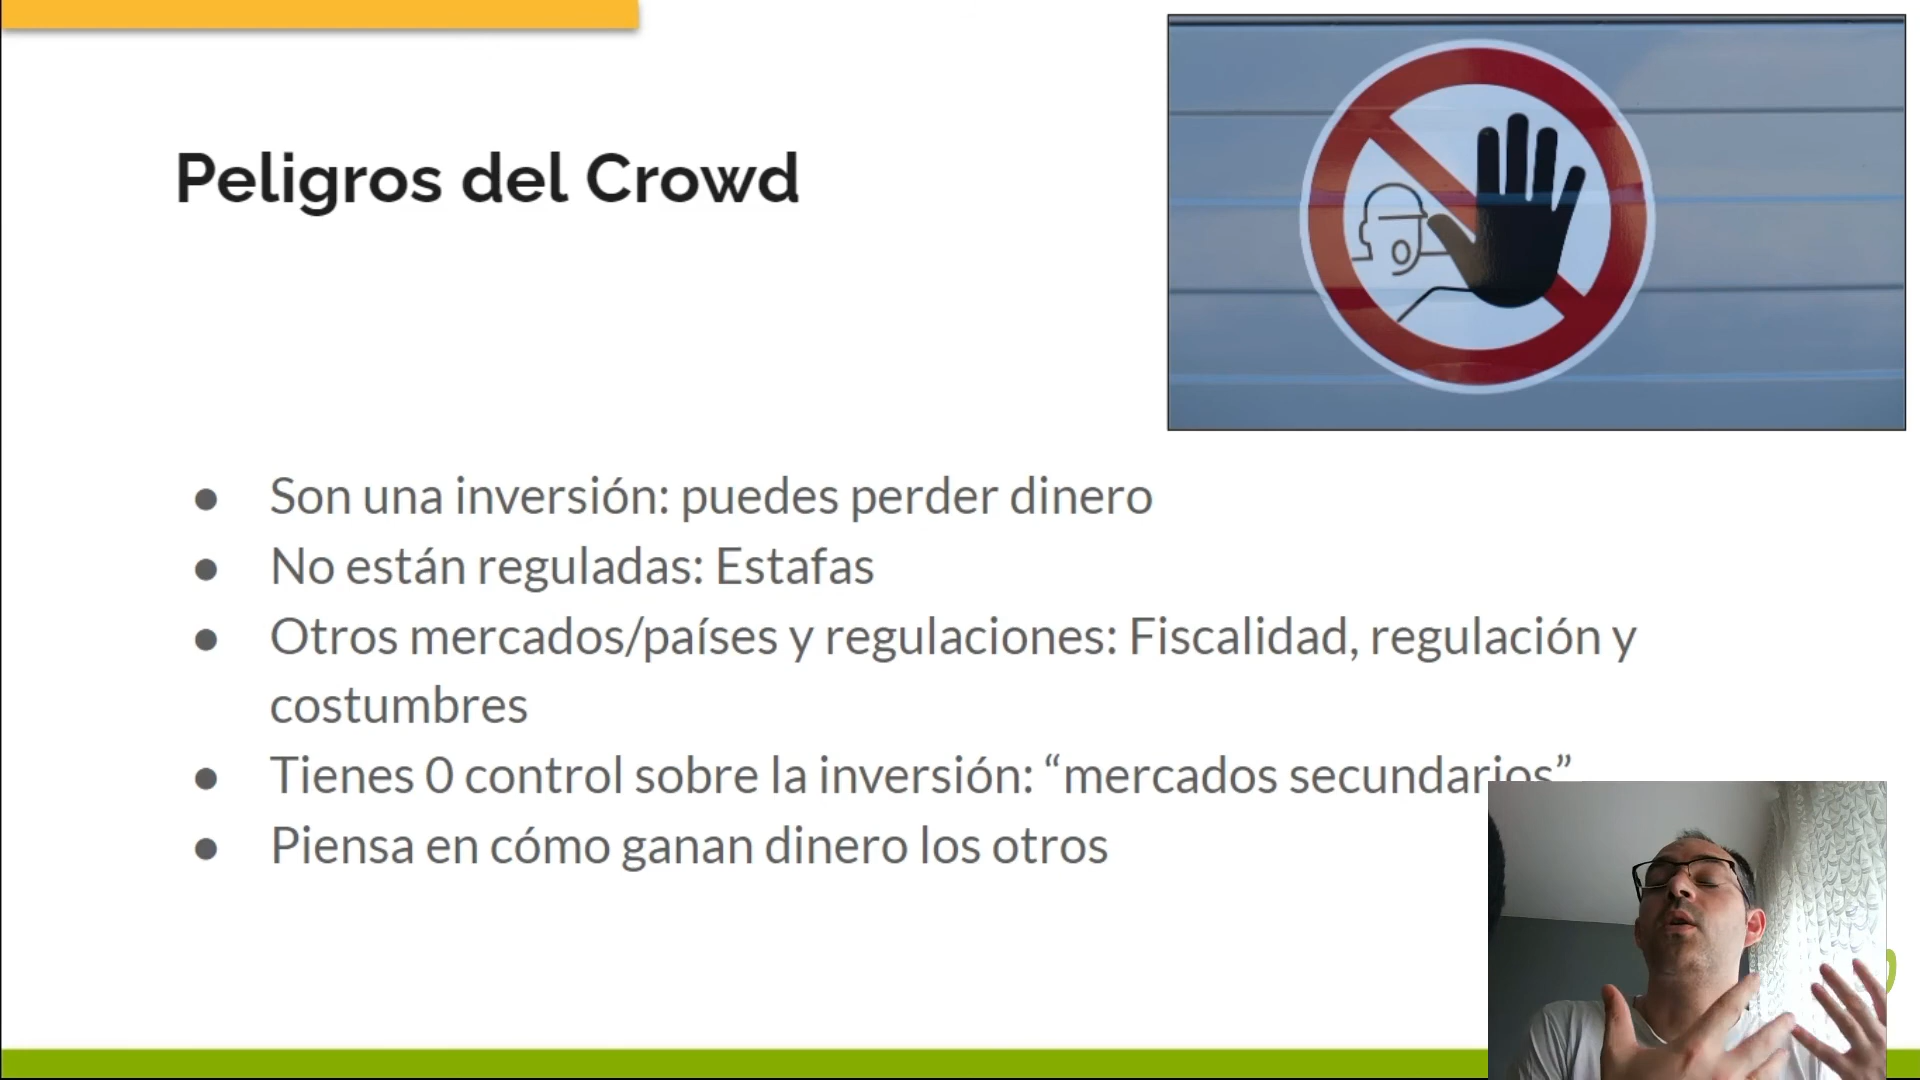 Peligros del Crowd
● Son una inversión: puedes perder dinero
● No están reguladas: Estafas
● Otros mercados/países y regulaciones: Fiscalidad, regulación y
costumbres
● Tienes 0 control sobre la inversión: “mercados secundarios”
● Piensa en cómo ganan dinero los otros